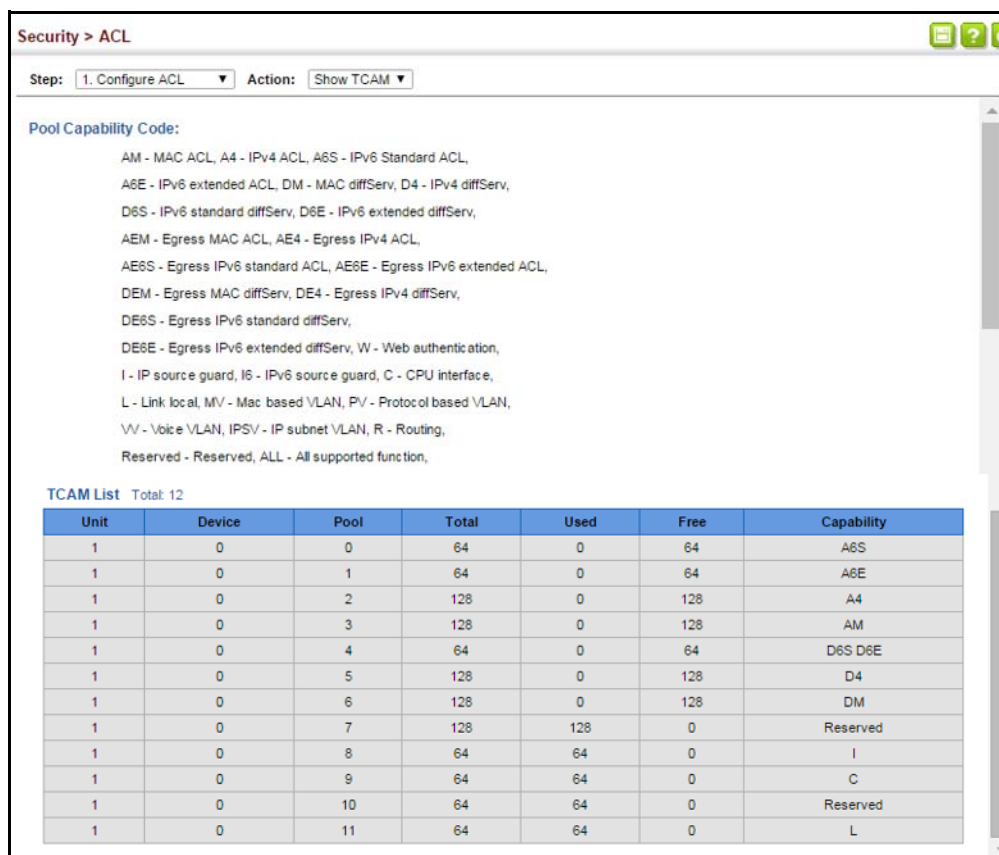 Security > ACL
Step: 1. Configure ACL Action: Show TCAM
Pool Capability Code:
AM - MAC ACL, A4 - IPv4 ACL, A6S - IPv6 Standard ACL,
A6E - IPv6 extended ACL, DM - MAC diffServ, D4 - IPv4 diffServ,
D6S - IPv6 standard diffServ, D6E - IPv6 extended diffServ,
AEM - Egress MAC ACL, AE4 - Egress IPv4 ACL,
AE6S - Egress IPv6 standard ACL, AE6E - Egress IPv6 extended ACL,
DEM - Egress MAC diffServ, DE4 - Egress IPv4 diffServ,
DE6S - Egress IPv6 standard diffServ,
DE6E - Egress IPv6 extended diffServ, W - Web authentication,
I - IP source guard, I6 - IPv6 source guard, C - CPU interface,
L - Link local, MV - Mac based VLAN, PV - Protocol based VLAN,
VV - Voice VLAN, IPSV - IP subnet VLAN, R - Routing,
Reserved - Reserved, ALL - All supported function,
TCAM List Total: 12
Unit Device Pool Total Used Free Capability
1 0 0 64 0 64 A6S
1 0 1 64 0 64 A6E
1 0 2 128 0 128 A4
1 0 3 128 0 128 AM
1 0 4 64 0 64 D6S D6E
1 0 5 128 0 128 D4
1 0 6 128 0 128 DM
1 0 7 128 128 0 Reserved
1 0 8 64 64 0 I
1 0 9 64 64 0 C
1 0 10 64 64 0 Reserved
1 0 11 64 64 0 L